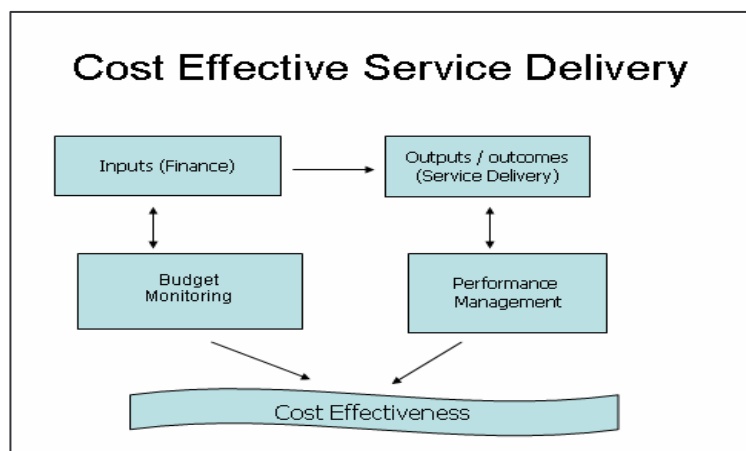 Cost Effective Service Delivery
Inputs (Finance)
Outputs / outcomes
(Service Delivery)
Budget
Monitoring
Performance
Management
Cost Effectiveness